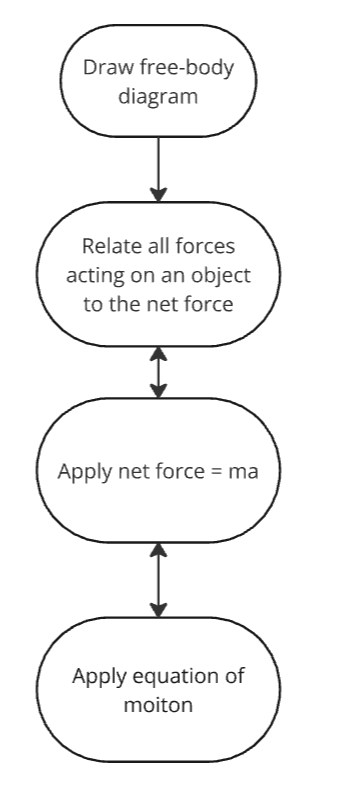 Draw free-body
diagram
Relate all forces
acting on an object
to the net force
Apply net force = ma
Apply equation of
moiton